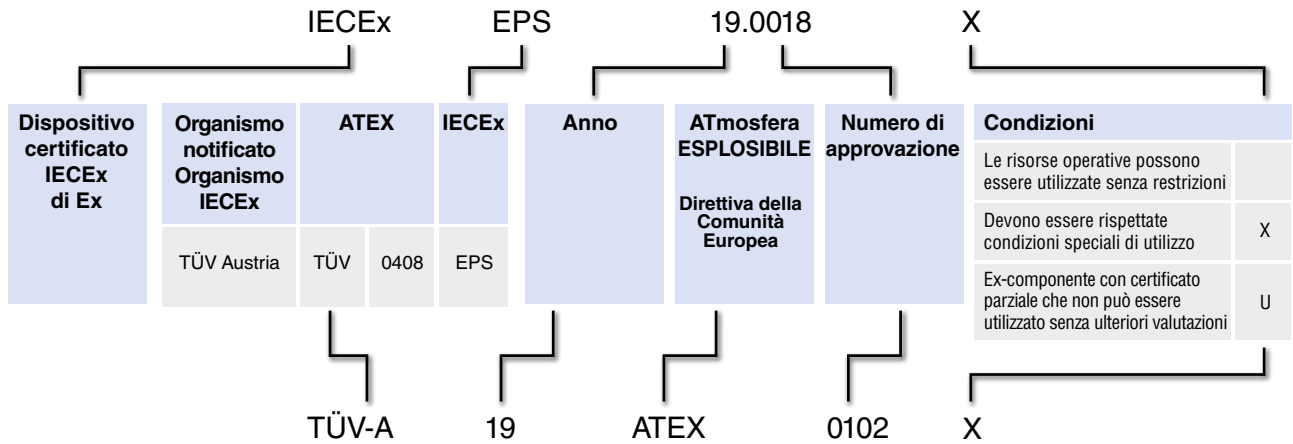 IECEx EPS 19.0018 X
Dispositivo
certificato
IECEx
di Ex
Organismo
notificato
Organismo
IECEx
ATEX
IECEx
Anno
ATmosfera
ESPLOSIBILE
Direttiva della
Comunità
Europea
Numero di
approvazione
Condizioni
Le risorse operative possono
essere utilizzate senza restrizioni
Devono essere rispettate
condizioni speciali di utilizzo
X
Ex-componente con certificato
parziale che non può essere
utilizzato senza ulteriori valutazioni
U
TÜV Austria
TÜV
0408
EPS
TÜV-A 19 ATEX 0102 X